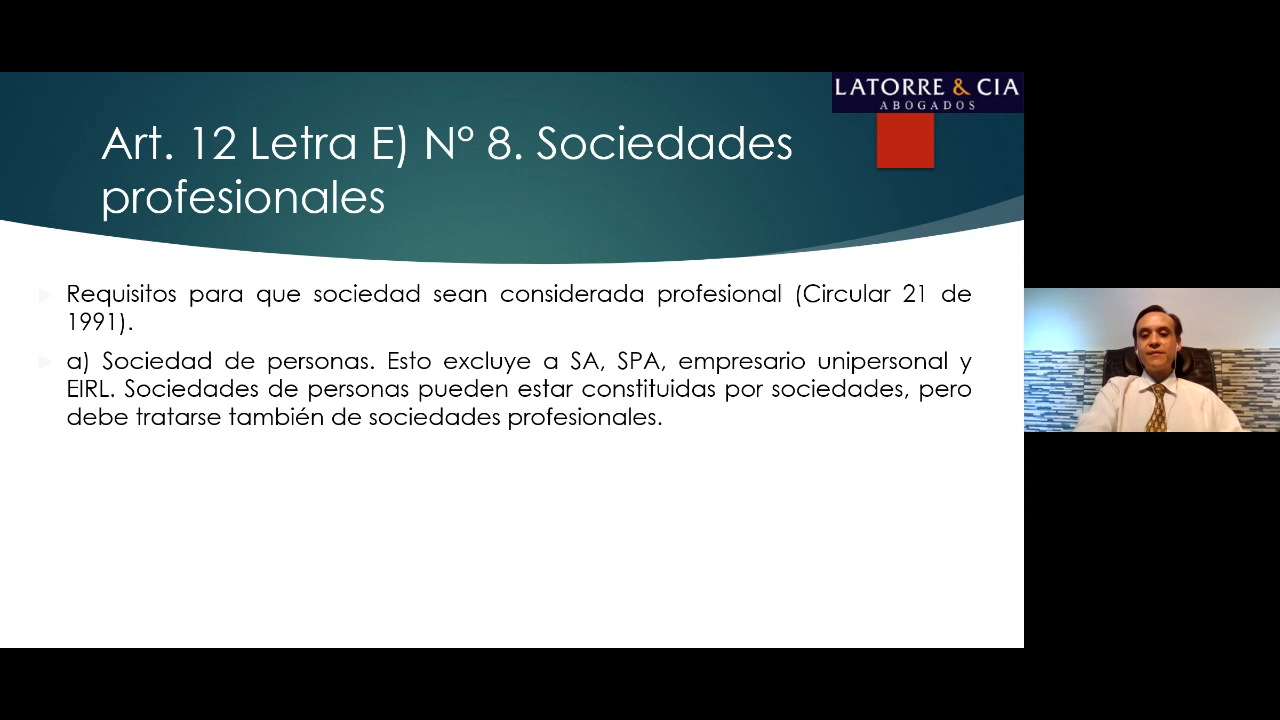 LATORRE & CIA
ABOGADOS
Art. 12 Letra E) N° 8. Sociedades
profesionales
Requisitos para que sociedad sean considerada profesional (Circular 21 de
1991).
a) Sociedad de personas. Esto excluye a SA, SPA, empresario unipersonal y
EIRL. Sociedades de personas pueden estar constituidas por sociedades, pero
debe tratarse también de sociedades profesionales.